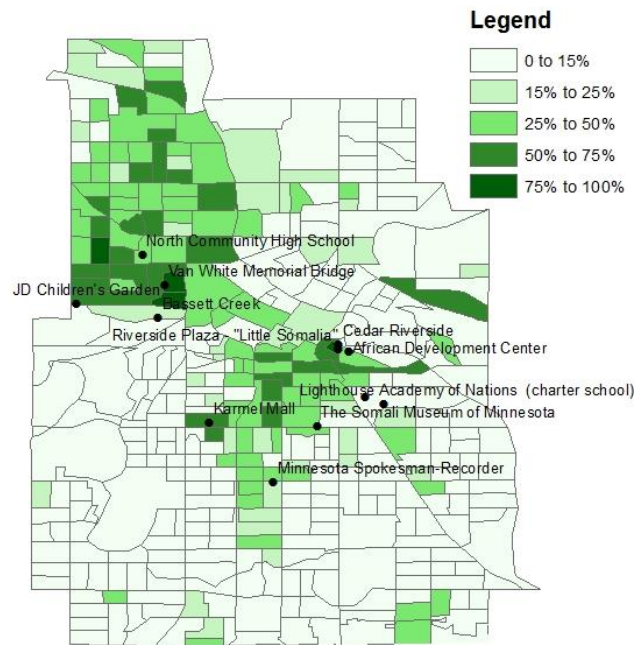 Legend
0 to 15%
15% to 25%
25% to 50%
50% to 75%
75% to 100%
North Community High School
Van White Memorial Bridge
JD Children's Garden
Bassett Creek
Riverside Plaza - "Little Somalia"
Cedar Riverside
African Development Center
Lighthouse Academy of Nations (charter school)
Karmel Mall
The Somali Museum of Minnesota
Minnesota Spokesman-Recorder